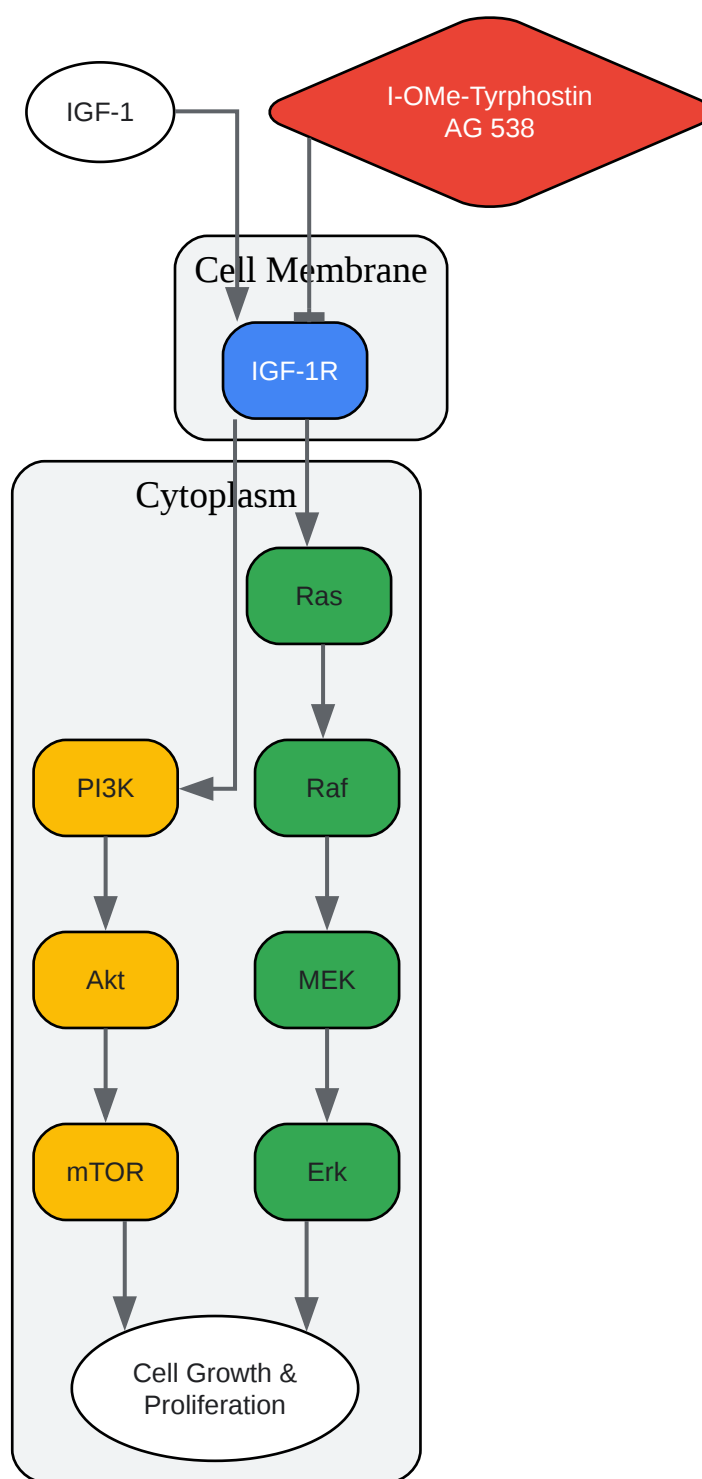 IGF-1
I-OMe-Tyrphostin
AG 538
Cell Membrane
IGF-1R
Cytoplasm
Ras
PI3K
Raf
Akt
MEK
mTOR
Erk
Cell Growth &
Proliferation